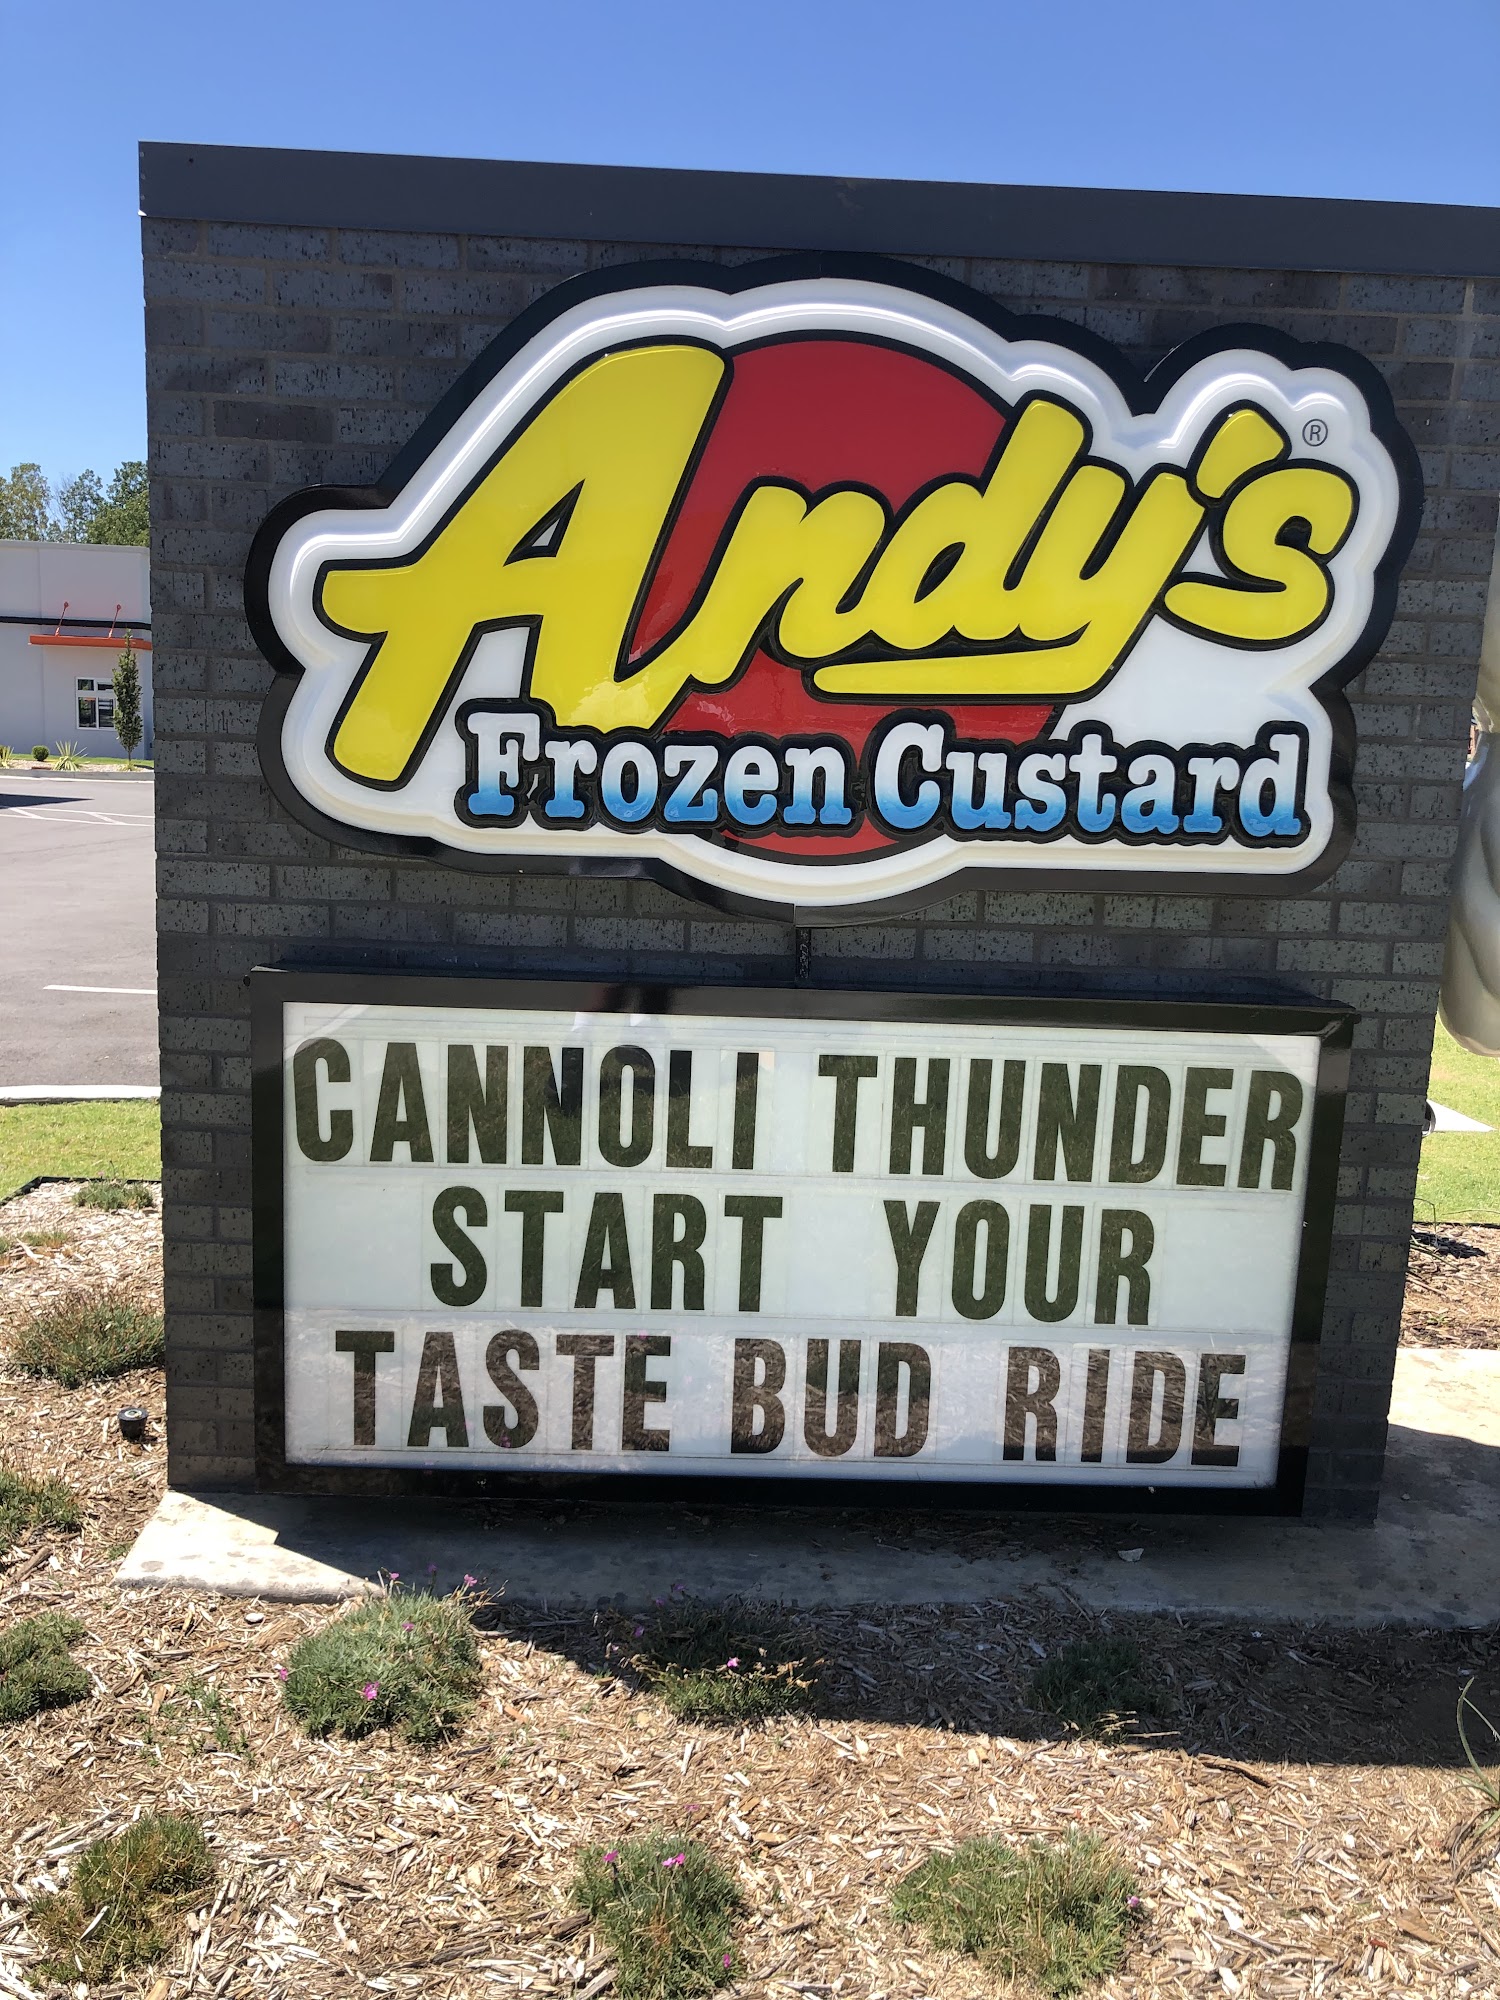 Andy's®
Frozen Custard
CANNOLI THUNDER
START YOUR
TASTE BUD RIDE